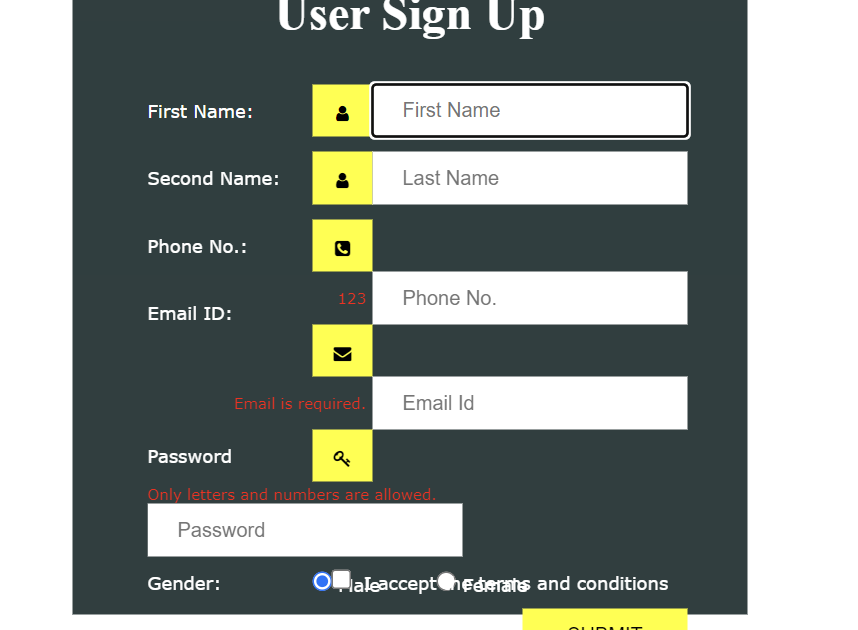 User Sign Up
First Name:
First Name
Second Name:
Last Name
Phone No.:
123
Phone No.
Email ID:
Email is required.
Email Id
Password
Only letters and numbers are allowed.
Password
Gender:
Male
Female
I accept the terms and conditions
SUBMIT